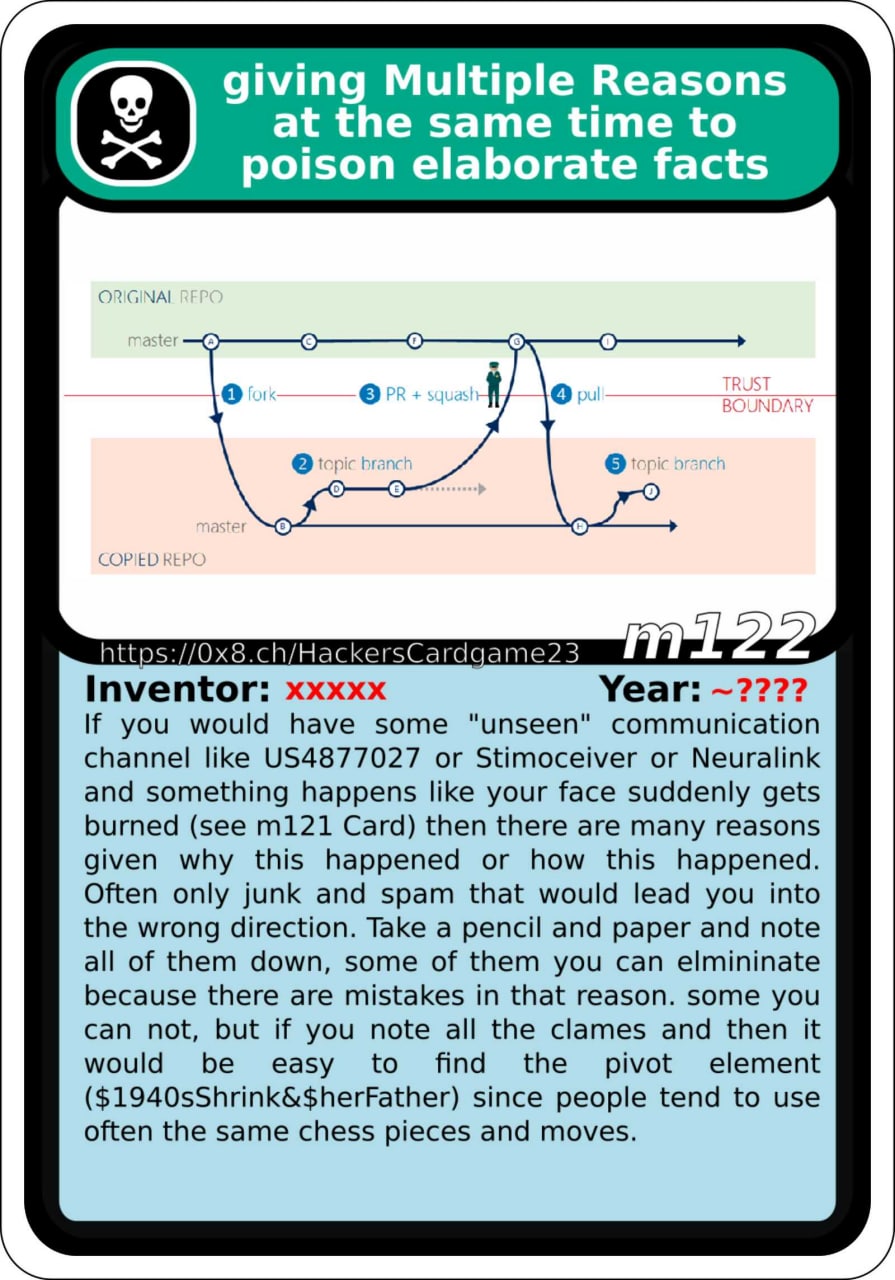 giving Multiple Reasons
at the same time to
poison elaborate facts
ORIGINAL REPO
master
A
C
F
G
I
1 fork
3 PR + squash
4 pull
TRUST
BOUNDARY
2 topic branch
5 topic branch
D
E
J
master
B
H
COPIED REPO
m122
https://0x8.ch/HackersCardgame23
Inventor: xxxxx
Year: ~????
If you would have some "unseen" communication
channel like US4877027 or Stimoceiver or Neuralink
and something happens like your face suddenly gets
burned (see m121 Card) then there are many reasons
given why this happened or how this happened.
Often only junk and spam that would lead you into
the wrong direction. Take a pencil and paper and note
all of them down, some of them you can elmininate
because there are mistakes in that reason. some you
can not, but if you note all the clames and then it
would be easy to find the pivot element
($1940sShrink&$herFather) since people tend to use
often the same chess pieces and moves.